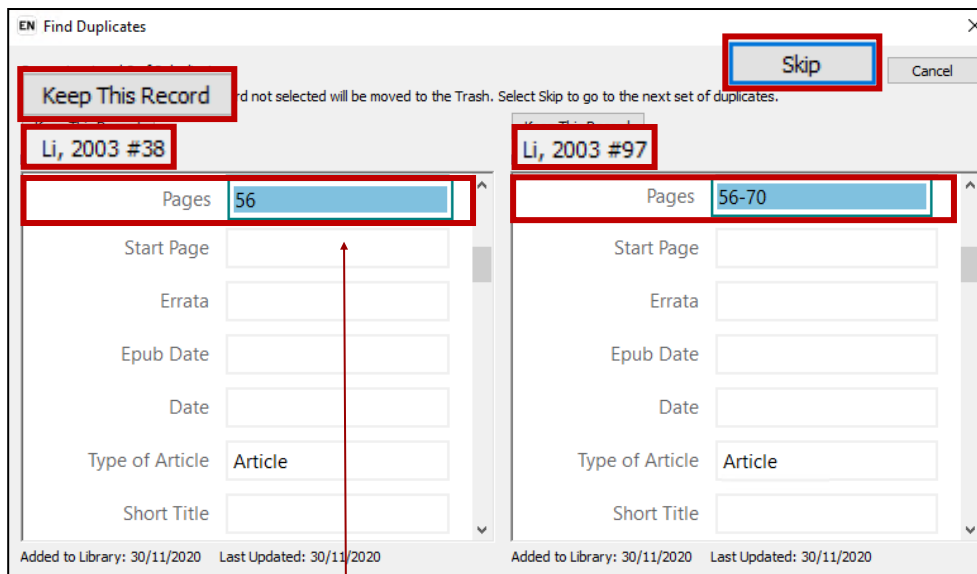 EN Find Duplicates
Skip
Cancel
Keep This Record
rd not selected will be moved to the Trash. Select Skip to go to the next set of duplicates.
Li, 2003 #38
Li, 2003 #97
Pages 56
Pages 56-70
Start Page
Start Page
Errata
Errata
Epub Date
Epub Date
Date
Date
Type of Article Article
Type of Article Article
Short Title
Short Title
Added to Library: 30/11/2020 Last Updated: 30/11/2020
Added to Library: 30/11/2020 Last Updated: 30/11/2020